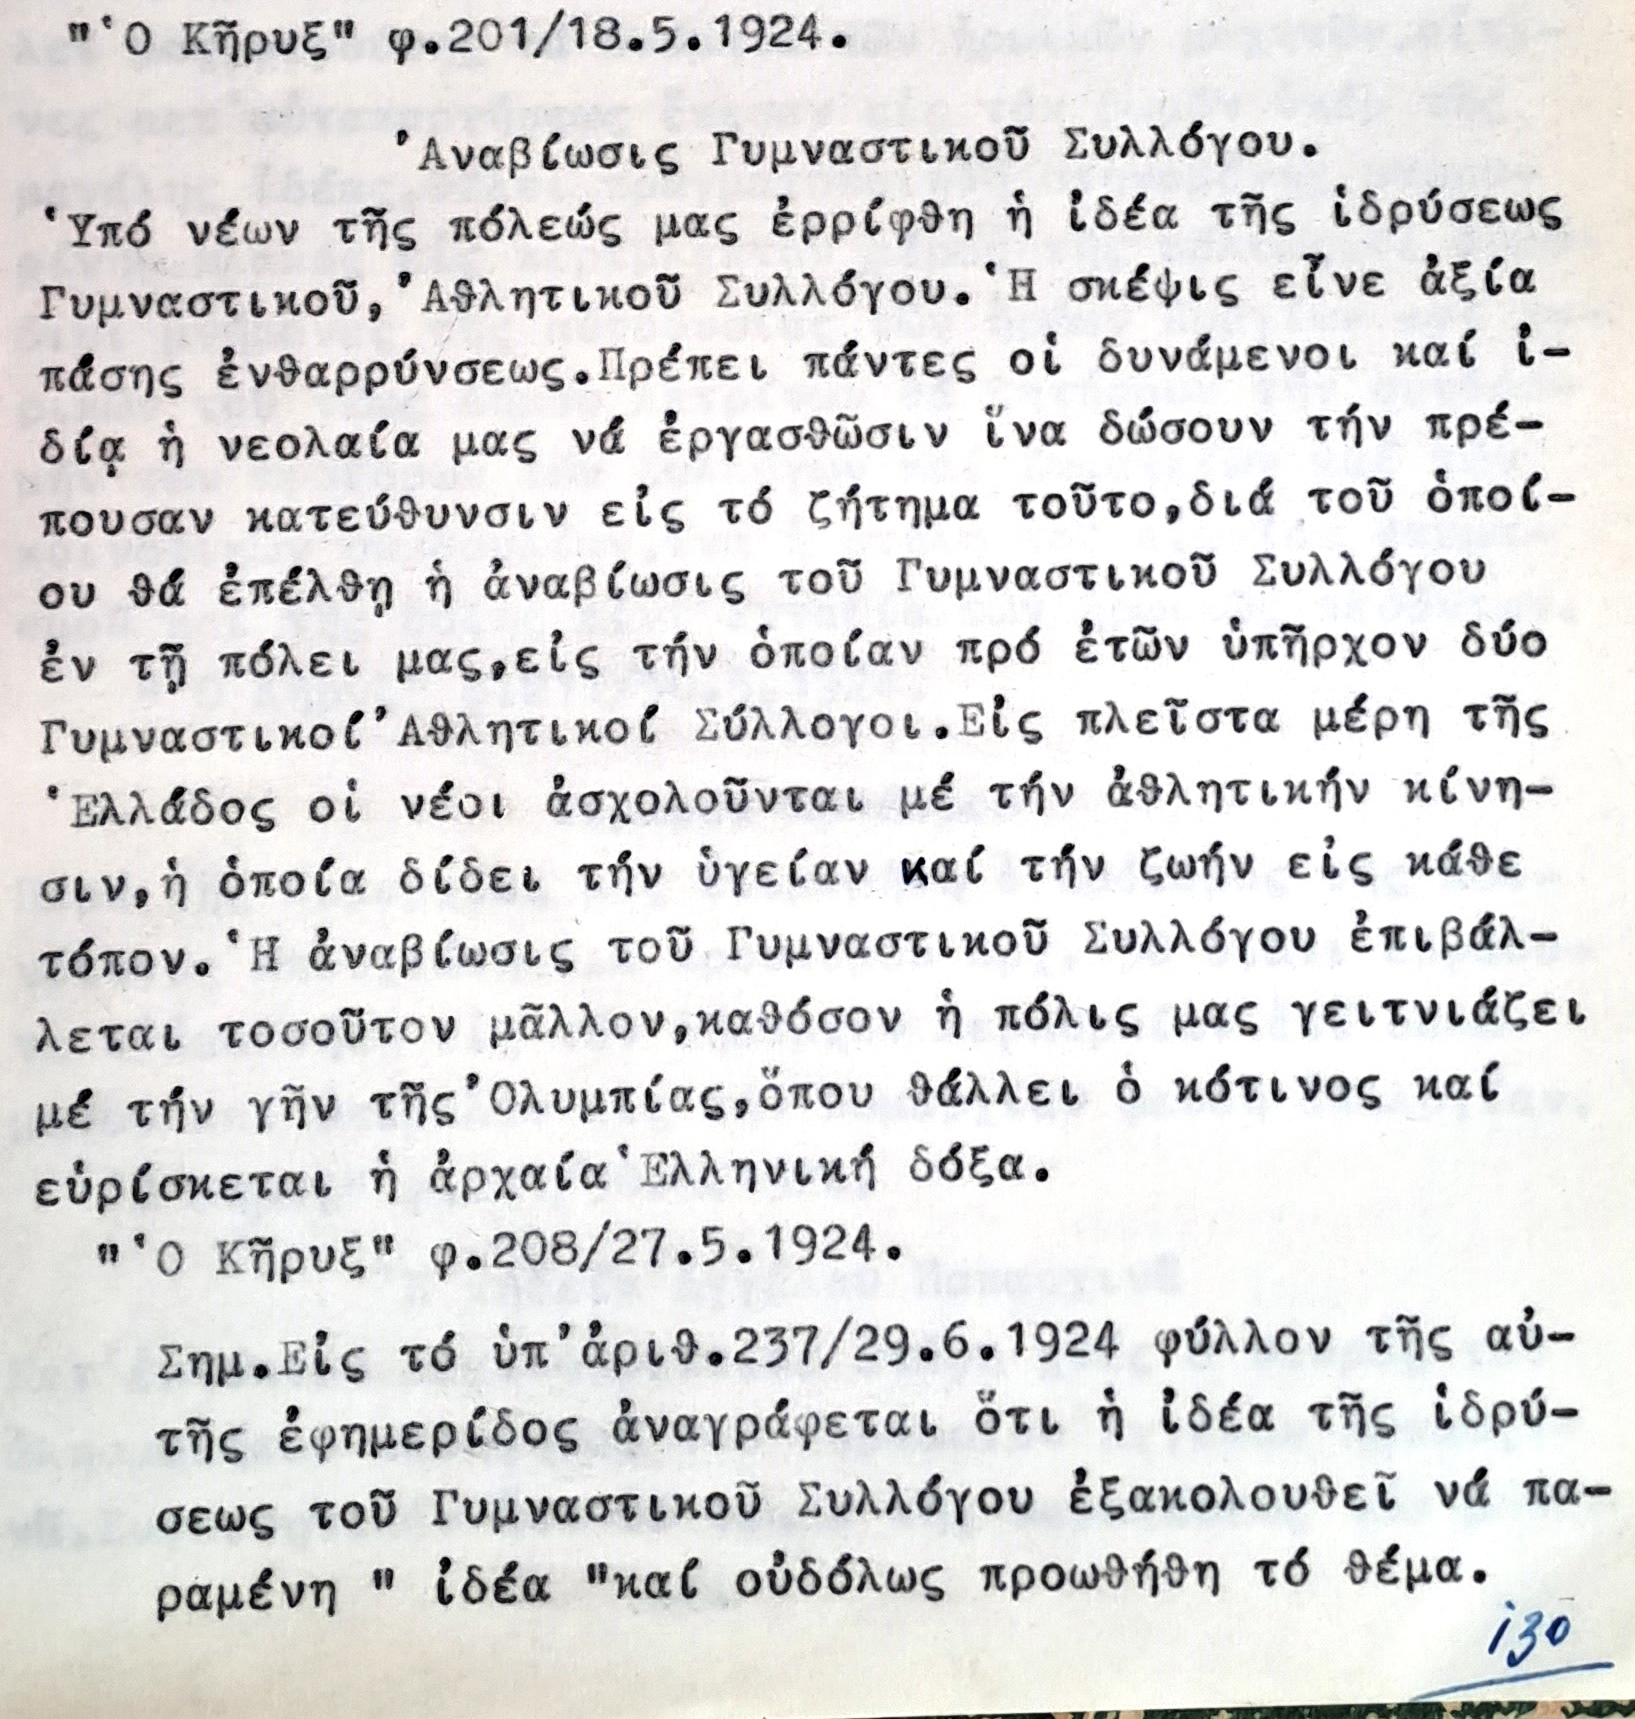 "Ὁ Κῆρυξ" φ.201/18.5.1924.
Ἀναβίωσις Γυμναστικοῦ Συλλόγου.
Ὑπό νέων τῆς πόλεώς μας ἐρρίφθη ἡ ἰδέα τῆς ἱδρύσεως
Γυμναστικοῦ,Ἀθλητικοῦ Συλλόγου.Ἡ σκέψις εἶνε ἀξία
πάσης ἐνθαρρύνσεως.Πρέπει πάντες οἱ δυνάμενοι καί ἰ-
δίᾳ ἡ νεολαία μας νά ἐργασθῶσιν ἵνα δώσουν τήν πρέ-
πουσαν κατεύθυνσιν εἰς τό ζήτημα τοῦτο,διά τοῦ ὁποί-
ου θά ἐπέλθῃ ἡ ἀναβίωσις τοῦ Γυμναστικοῦ Συλλόγου
ἐν τῇ πόλει μας,εἰς τήν ὁποίαν πρό ἐτῶν ὑπῆρχον δύο
Γυμναστικοί Ἀθλητικοί Σύλλογοι.Εἰς πλεῖστα μέρη τῆς
Ἑλλάδος οἱ νέοι ἀσχολοῦνται μέ τήν ἀθλητικήν κίνη-
σιν,ἡ ὁποία δίδει τήν ὑγείαν καί τήν ζωήν εἰς κάθε
τόπον.Ἡ ἀναβίωσις τοῦ Γυμναστικοῦ Συλλόγου ἐπιβάλ-
λεται τοσοῦτον μᾶλλον,καθόσον ἡ πόλις μας γειτνιάζει
μέ τήν γῆν τῆς Ὀλυμπίας,ὅπου θάλλει ὁ κότινος καί
εὑρίσκεται ἡ ἀρχαία Ἑλληνική δόξα.
"Ὁ Κῆρυξ" φ.208/27.5.1924.
Σημ.Εἰς τό ὑπ' ἀριθ.237/29.6.1924 φύλλον τῆς αὐ-
τῆς ἐφημερίδος ἀναγράφεται ὅτι ἡ ἰδέα τῆς ἱδρύ-
σεως τοῦ Γυμναστικοῦ Συλλόγου ἐξακολουθεῖ νά πα-
ραμένη " ἰδέα "καί οὐδόλως προωθήθη τό θέμα.
130